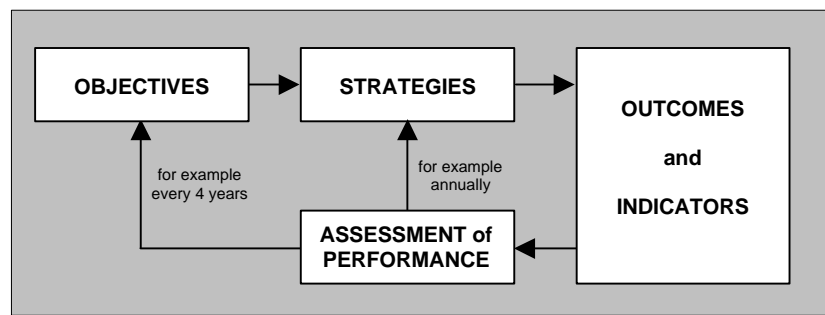 OBJECTIVES
STRATEGIES
OUTCOMES
and
INDICATORS
for example
every 4 years
for example
annually
ASSESSMENT of
PERFORMANCE